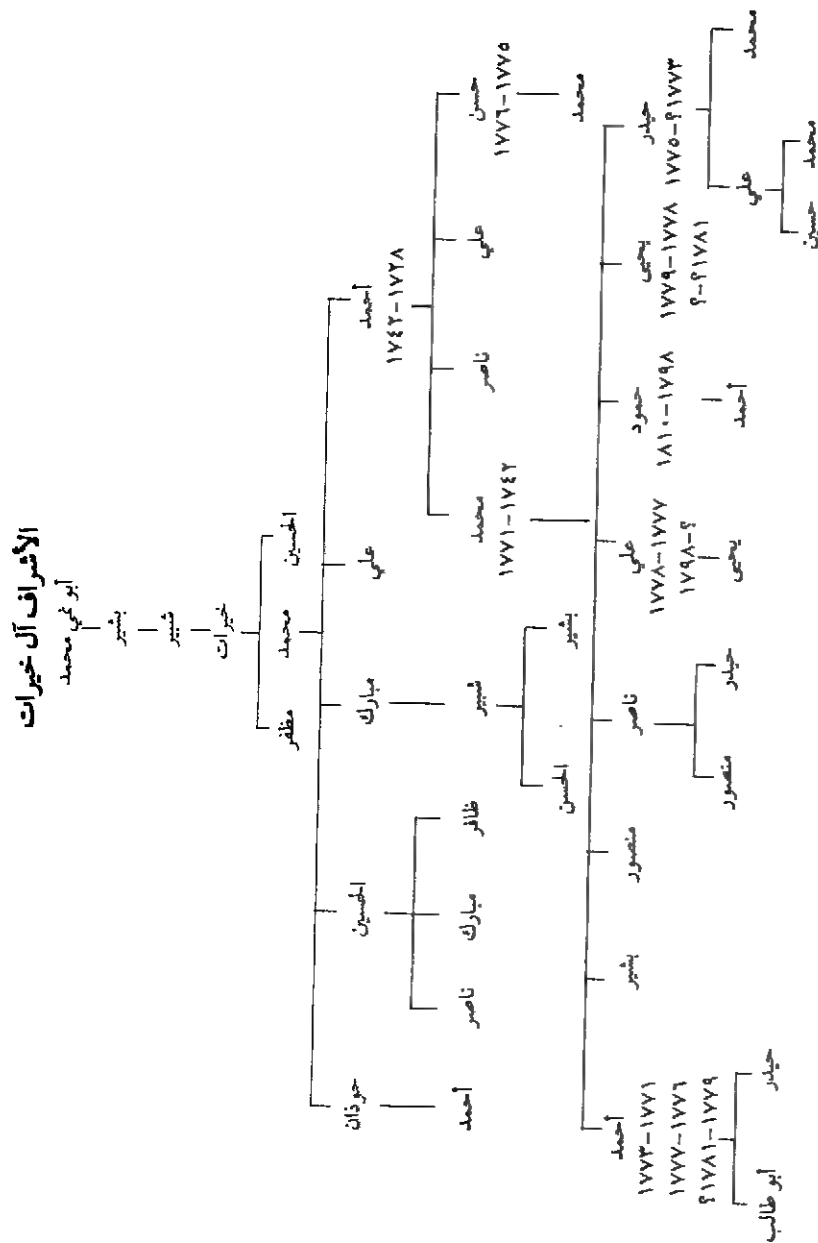 الأشراف آل خيرات
أبو نمي
محمد
بشير
شبير
خيرات
الحسين محمد مظفر
أحمد علي مبارك الحسين حوذان
١٧٢٨-١٧٤٢
حسن علي ناصر محمد شبير ظافر مبارك ناصر أحمد
١٧٧٥-١٧٧٦ ١٧٤٢-١٧٧١
محمد بشير الحسن
حيدر يحيى حمود علي ناصر منصور بشير أحمد
١٧٧٣؟-١٧٧٥ ١٧٧٨-١٧٧٩ ١٧٩٨-١٨١٠ ١٧٧٧-١٧٧٨ ١٧٧١-١٧٧٣
١٧٨١؟-؟ ؟-١٧٩٨ ١٧٧٦-١٧٧٧
١٧٧٩-١٧٨١؟
محمد علي أحمد يحيى حيدر منصور حيدر أبو طالب
محمد حسين